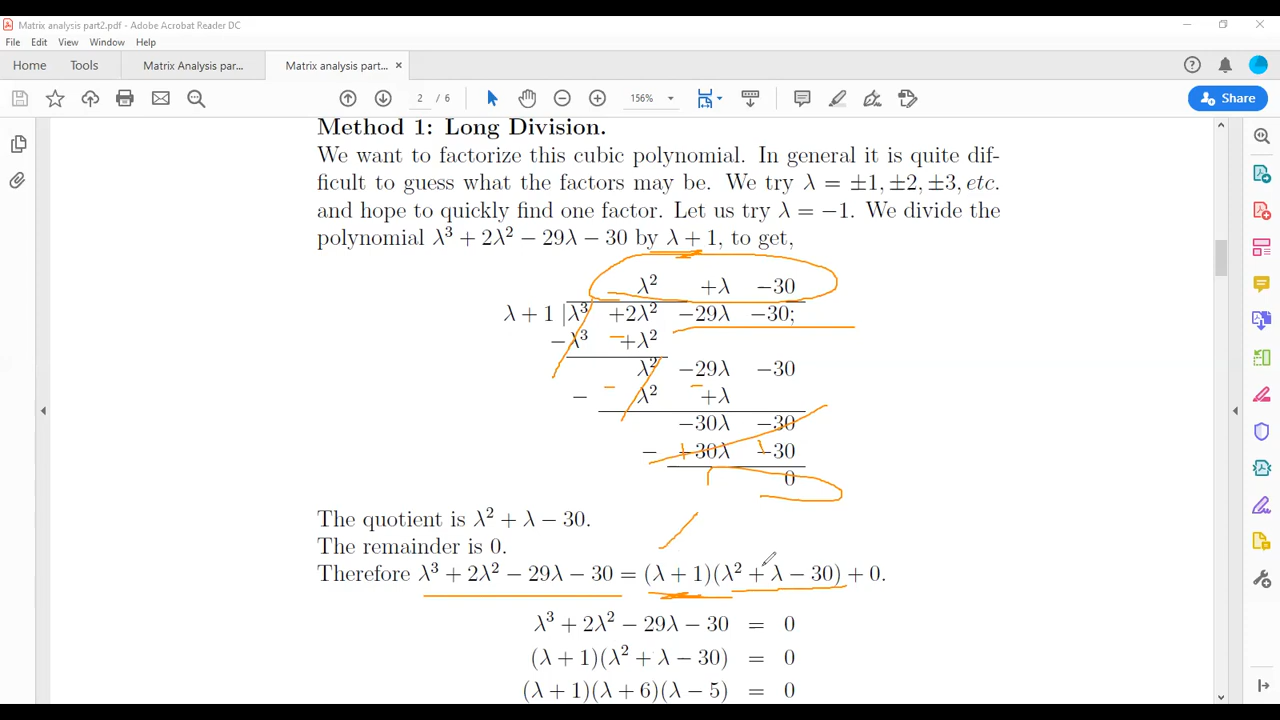 Matrix analysis part2.pdf - Adobe Acrobat Reader DC
File Edit View Window Help
Home Tools Matrix Analysis par... Matrix analysis part... ×
2 / 6 156% Share
Method 1: Long Division.
We want to factorize this cubic polynomial. In general it is quite dif-
ficult to guess what the factors may be. We try λ = ±1, ±2, ±3, etc.
and hope to quickly find one factor. Let us try λ = −1. We divide the
polynomial λ³ + 2λ² − 29λ − 30 by λ + 1, to get,
λ² +λ −30
λ + 1 |λ³ +2λ² −29λ −30;
−λ³ +λ²
λ² −29λ −30
− λ² +λ
−30λ −30
− +30λ −30
0
The quotient is λ² + λ − 30.
The remainder is 0.
Therefore λ³ + 2λ² − 29λ − 30 = (λ + 1)(λ² + λ − 30) + 0.
λ³ + 2λ² − 29λ − 30 = 0
(λ + 1)(λ² + λ − 30) = 0
(λ + 1)(λ + 6)(λ − 5) = 0